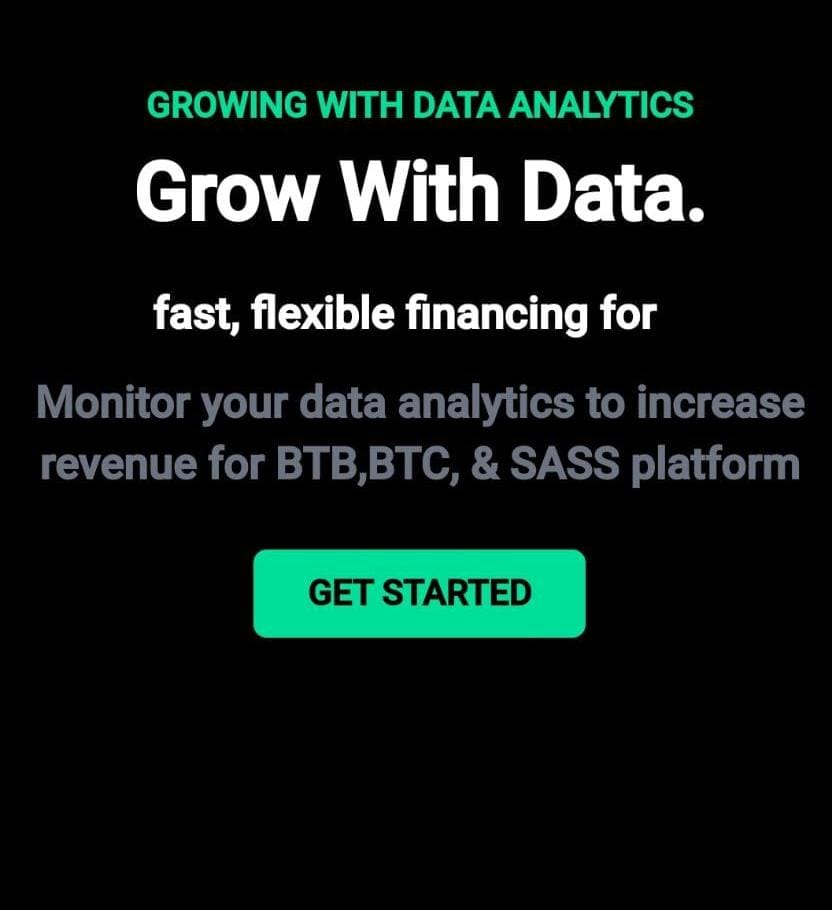 GROWING WITH DATA ANALYTICS
Grow With Data.
fast, flexible financing for
Monitor your data analytics to increase
revenue for BTB,BTC, & SASS platform
GET STARTED